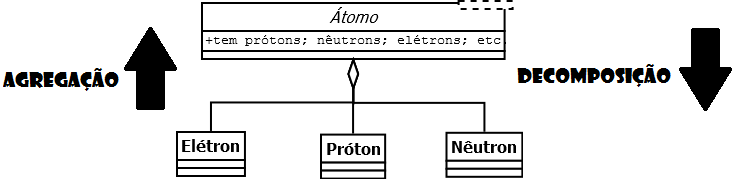 Átomo
+tem prótons; nêutrons; elétrons; etc
AGREGAÇÃO
DECOMPOSIÇÃO
Elétron
Próton
Nêutron